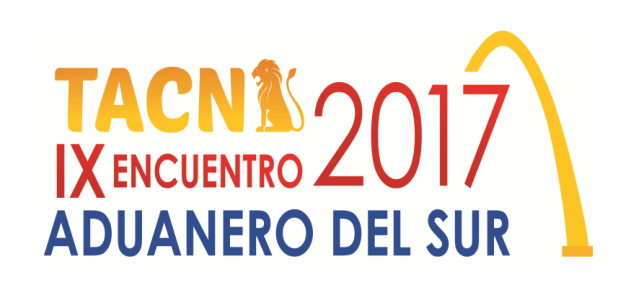 TACN 2017
IX ENCUENTRO
ADUANERO DEL SUR